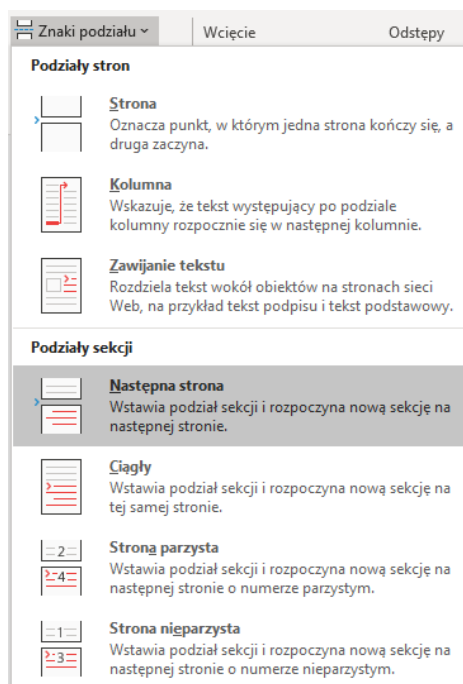 Znaki podziału
Wcięcie
Odstępy
Podziały stron
Strona
Oznacza punkt, w którym jedna strona kończy się, a
druga zaczyna.
Kolumna
Wskazuje, że tekst występujący po podziale
kolumny rozpocznie się w następnej kolumnie.
Zawijanie tekstu
Rozdziela tekst wokół obiektów na stronach sieci
Web, na przykład tekst podpisu i tekst podstawowy.
Podziały sekcji
Następna strona
Wstawia podział sekcji i rozpoczyna nową sekcję na
następnej stronie.
Ciągły
Wstawia podział sekcji i rozpoczyna nową sekcję na
tej samej stronie.
2
4
Strona parzysta
Wstawia podział sekcji i rozpoczyna nową sekcję na
następnej stronie o numerze parzystym.
1
3
Strona nieparzysta
Wstawia podział sekcji i rozpoczyna nową sekcję na
następnej stronie o numerze nieparzystym.